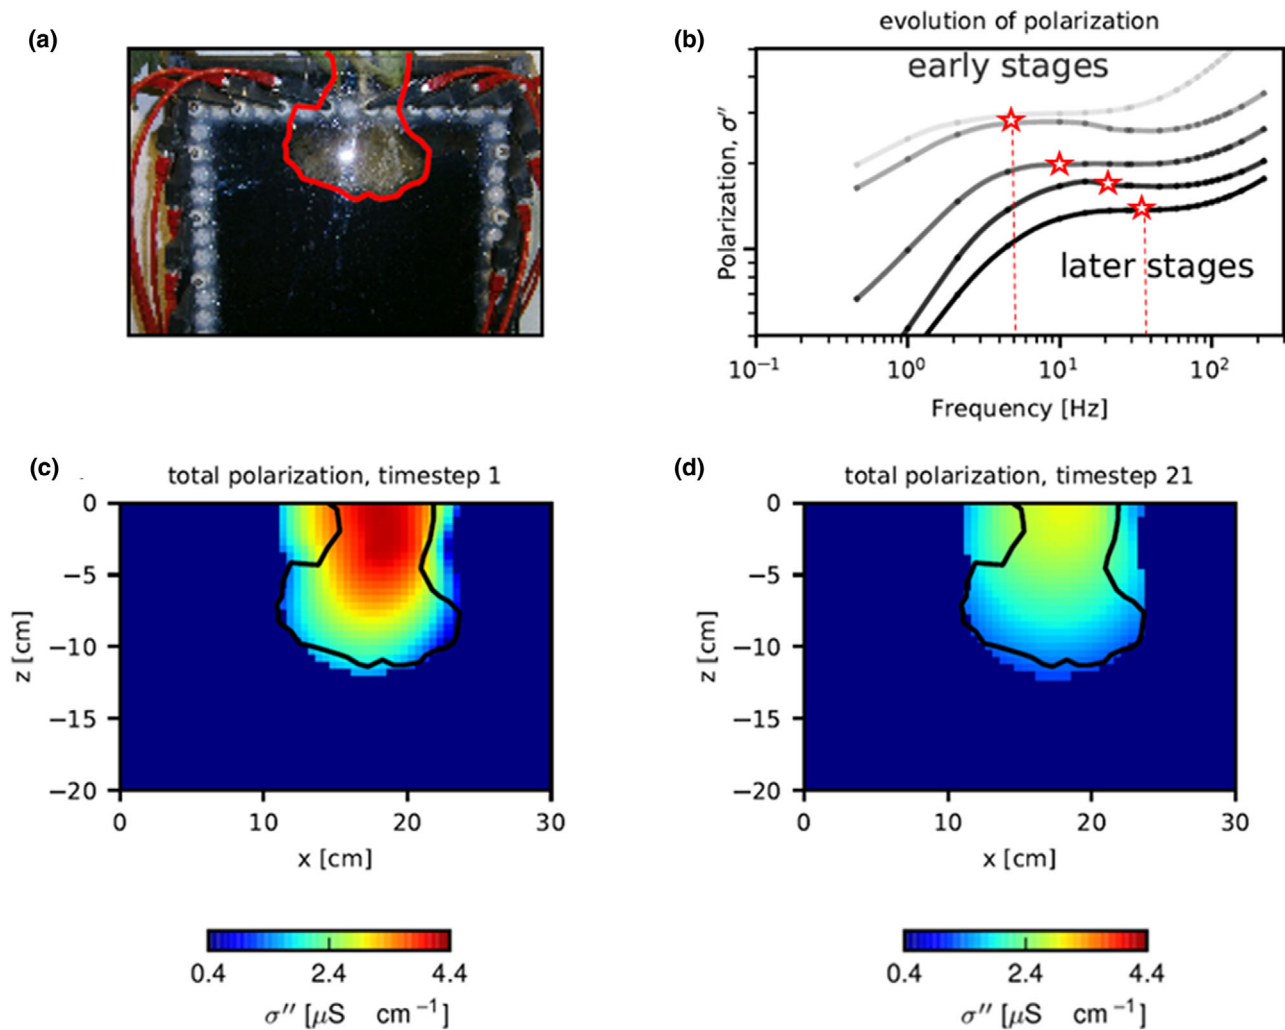 (a)
(b)
evolution of polarization
early stages
later stages
Polarization, σ″
10⁻¹ 10⁰ 10¹ 10²
Frequency [Hz]
(c)
total polarization, timestep 1
0
−5
−10
−15
−20
z [cm]
0 10 20 30
x [cm]
0.4 2.4 4.4
σ′′ [μS cm⁻¹]
(d)
total polarization, timestep 21
0
−5
−10
−15
−20
z [cm]
0 10 20 30
x [cm]
0.4 2.4 4.4
σ′′ [μS cm⁻¹]